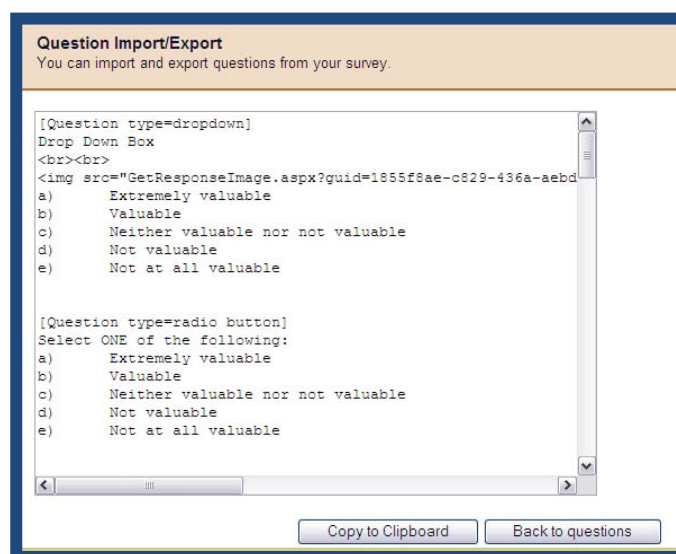 Question Import/Export
You can import and export questions from your survey.
[Question type=dropdown]
Drop Down Box
<br><br>
<img src="GetResponseImage.aspx?guid=1855f8ae-c829-436a-aebd
a) Extremely valuable
b) Valuable
c) Neither valuable nor not valuable
d) Not valuable
e) Not at all valuable
[Question type=radio button]
Select ONE of the following:
a) Extremely valuable
b) Valuable
c) Neither valuable nor not valuable
d) Not valuable
e) Not at all valuable
Copy to Clipboard Back to questions